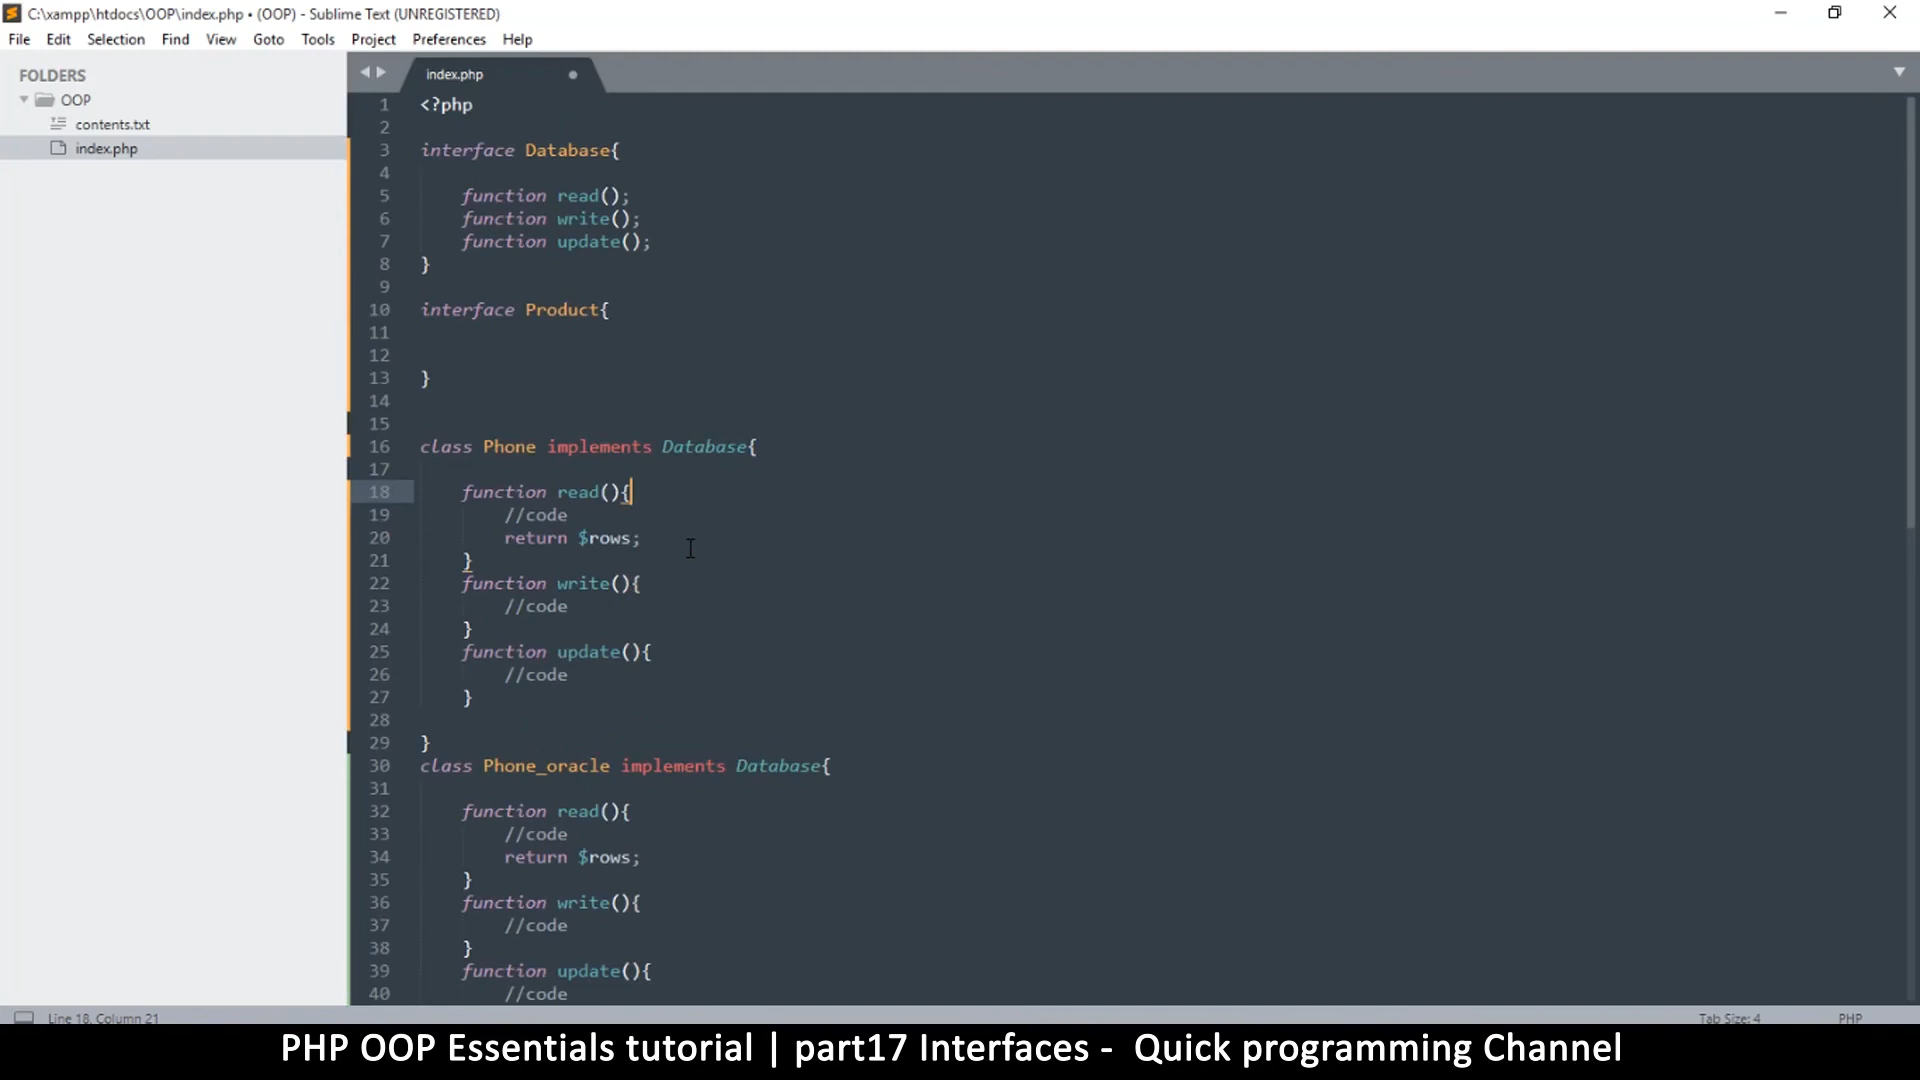 C:\xampp\htdocs\OOP\index.php • (OOP) - Sublime Text (UNREGISTERED)
File Edit Selection Find View Goto Tools Project Preferences Help
FOLDERS
OOP
contents.txt
index.php
index.php
1 <?php
2
3 interface Database{
4
5 function read();
6 function write();
7 function update();
8 }
9
10 interface Product{
11
12
13 }
14
15
16 class Phone implements Database{
17
18 function read(){
19 //code
20 return $rows;
21 }
22 function write(){
23 //code
24 }
25 function update(){
26 //code
27 }
28
29 }
30 class Phone_oracle implements Database{
31
32 function read(){
33 //code
34 return $rows;
35 }
36 function write(){
37 //code
38 }
39 function update(){
40 //code
Line 18, Column 21 Tab Size: 4 PHP
PHP OOP Essentials tutorial | part17 Interfaces - Quick programming Channel